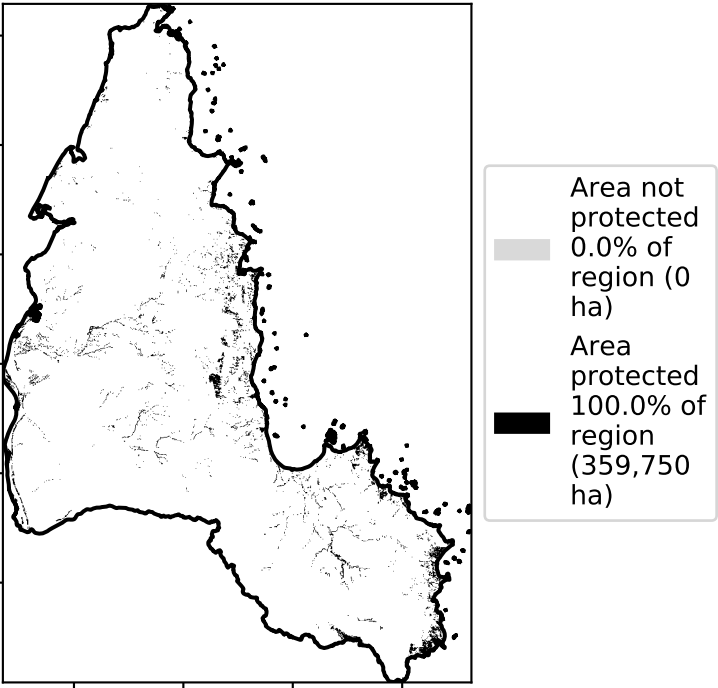 Area not
protected
0.0% of
region (0
ha)
Area
protected
100.0% of
region
(359,750
ha)